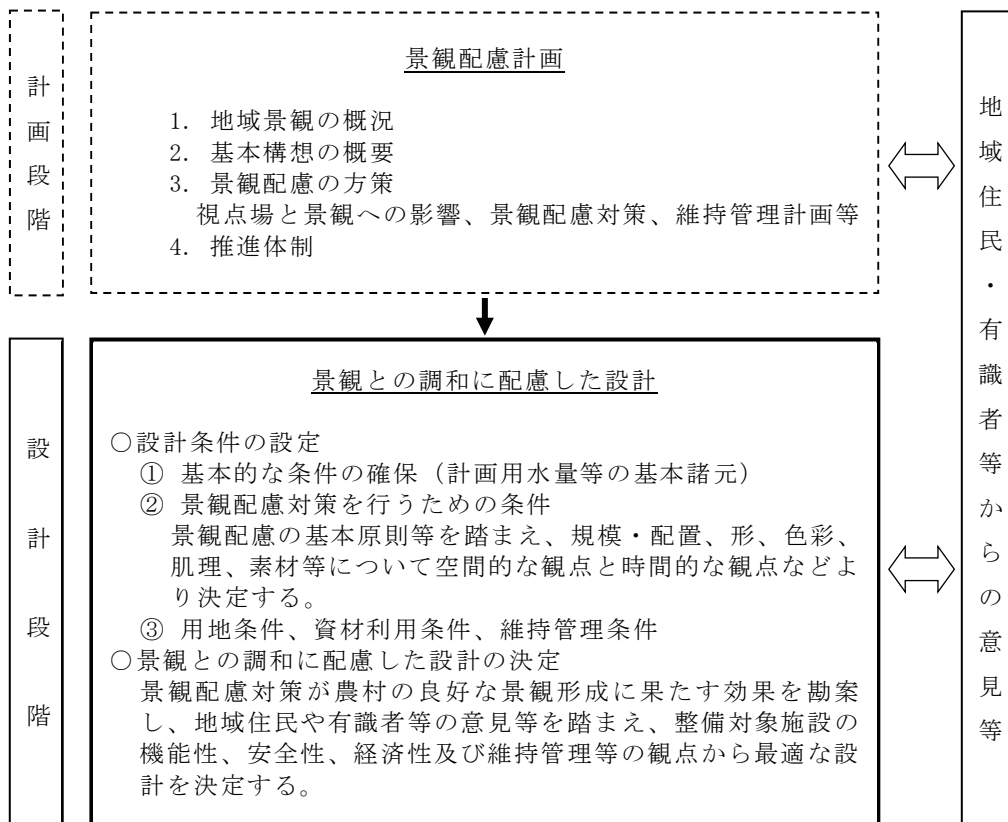 計画段階
景観配慮計画
1. 地域景観の概況
2. 基本構想の概要
3. 景観配慮の方策
視点場と景観への影響、景観配慮対策、維持管理計画等
4. 推進体制
設計段階
景観との調和に配慮した設計
○設計条件の設定
① 基本的な条件の確保（計画用水量等の基本諸元）
② 景観配慮対策を行うための条件
景観配慮の基本原則等を踏まえ、規模・配置、形、色彩、
肌理、素材等について空間的な観点と時間的な観点などよ
り決定する。
③ 用地条件、資材利用条件、維持管理条件
○景観との調和に配慮した設計の決定
景観配慮対策が農村の良好な景観形成に果たす効果を勘案
し、地域住民や有識者等の意見等を踏まえ、整備対象施設の
機能性、安全性、経済性及び維持管理等の観点から最適な設
計を決定する。
地域住民・有識者等からの意見等